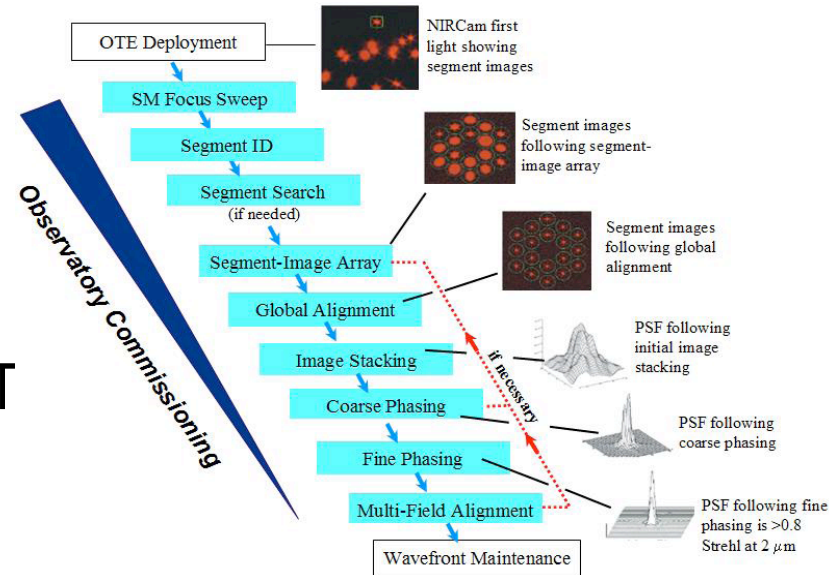 OTE Deployment
NIRCam first
light showing
segment images
SM Focus Sweep
Segment ID
Segment Search
(if needed)
Segment images
following segment-
image array
Segment-Image Array
Segment images
following global
alignment
Global Alignment
Image Stacking
PSF following
initial image
stacking
Coarse Phasing
PSF following
coarse phasing
Fine Phasing
Multi-Field Alignment
PSF following fine
phasing is >0.8
Strehl at 2 μm
Wavefront Maintenance
Observatory Commissioning
if necessary
T